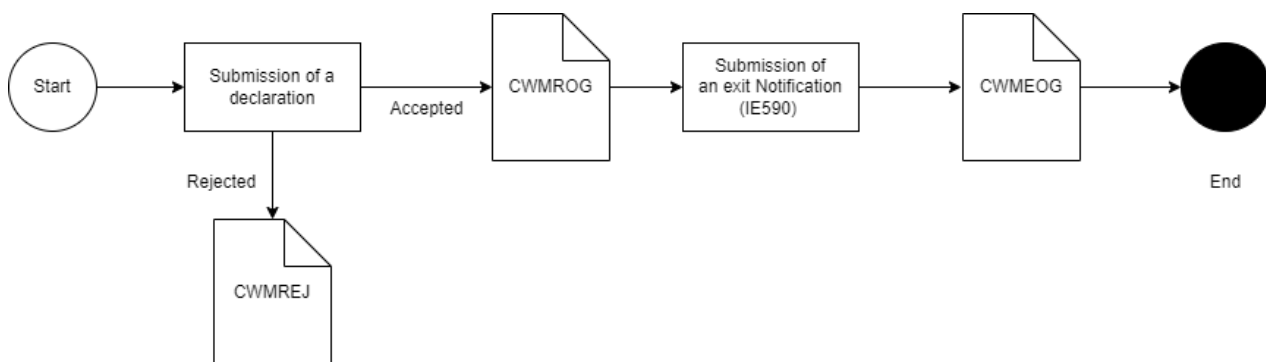 Start
Submission of a
declaration
Accepted
CWMROG
Submission of
an exit Notification
(IE590)
CWMEOG
End
Rejected
CWMREJ